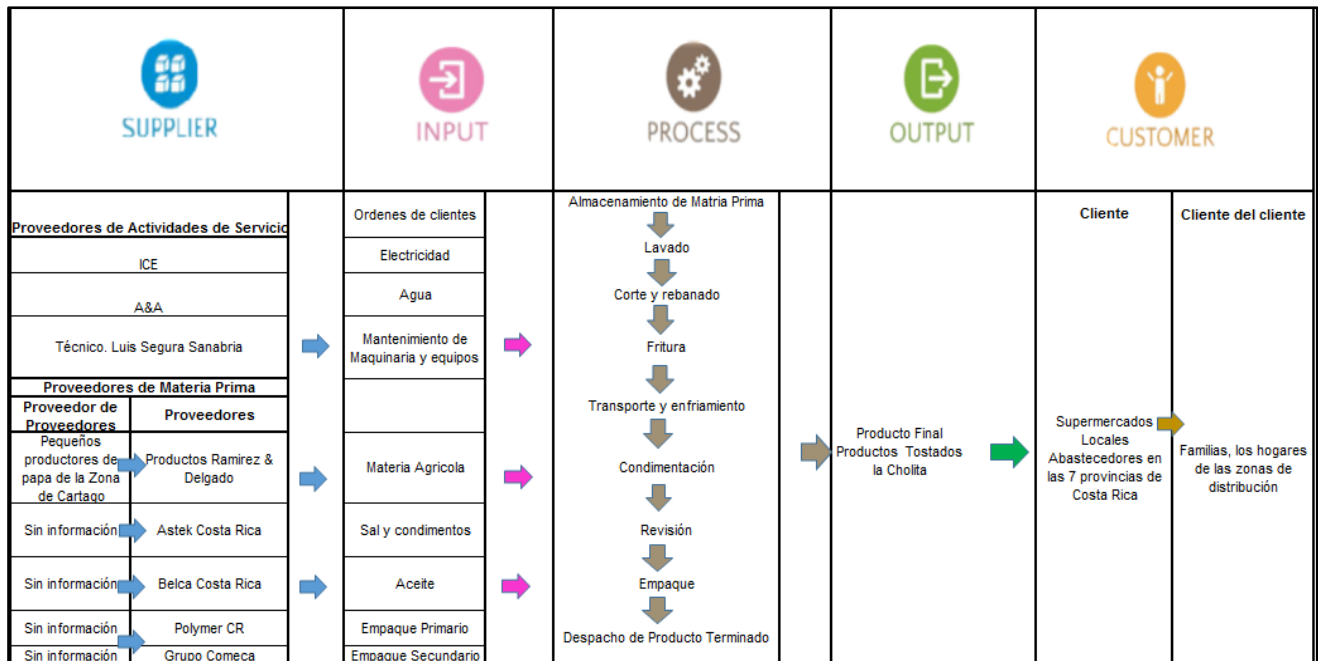 SUPPLIER
INPUT
PROCESS
OUTPUT
CUSTOMER
Proveedores de Actividades de Servicio
ICE
A&A
Técnico. Luis Segura Sanabria
Proveedores de Materia Prima
Proveedor de
Proveedores
Proveedores
Pequeños
productores de
papa de la Zona
de Cartago
Productos Ramirez &
Delgado
Sin información
Astek Costa Rica
Sin información
Belca Costa Rica
Sin información
Polymer CR
Sin información
Grupo Comeca
Ordenes de clientes
Electricidad
Agua
Mantenimiento de
Maquinaria y equipos
Materia Agricola
Sal y condimentos
Aceite
Empaque Primario
Empaque Secundario
Almacenamiento de Matria Prima
Lavado
Corte y rebanado
Fritura
Transporte y enfriamiento
Condimentación
Revisión
Empaque
Despacho de Producto Terminado
Producto Final
Productos Tostados
la Cholita
Cliente
Supermercados
Locales
Abastecedores en
las 7 provincias de
Costa Rica
Cliente del cliente
Familias, los hogares
de las zonas de
distribución